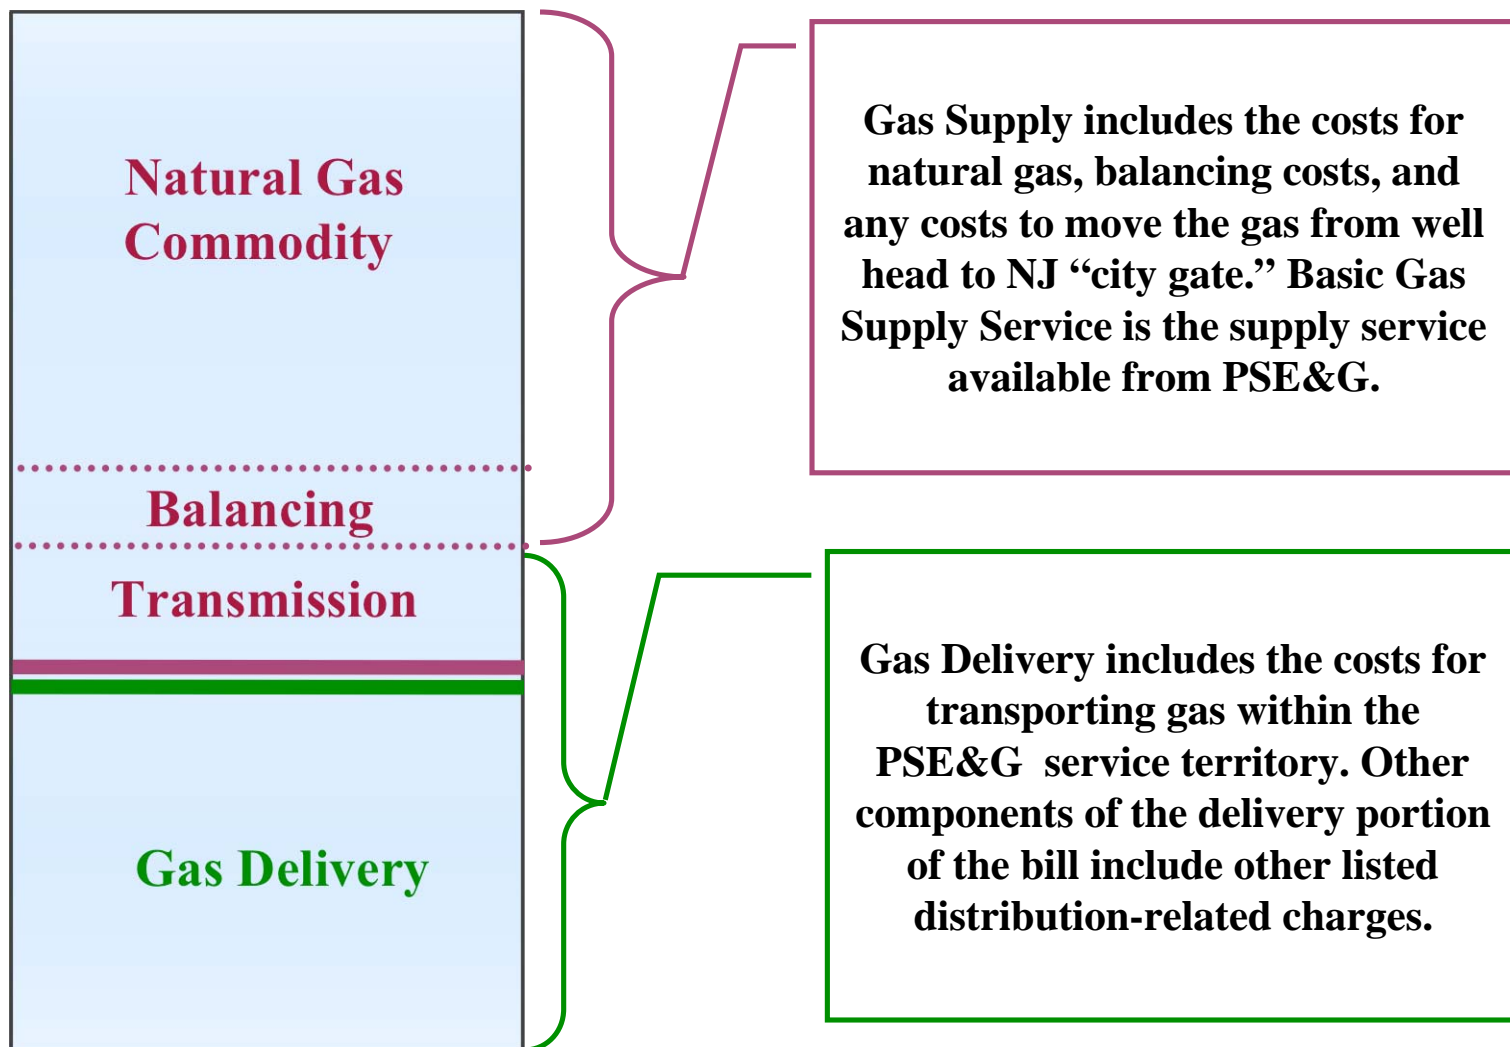 Natural Gas
Commodity
Balancing
Transmission
Gas Delivery
Gas Supply includes the costs for
natural gas, balancing costs, and
any costs to move the gas from well
head to NJ “city gate.” Basic Gas
Supply Service is the supply service
available from PSE&G.
Gas Delivery includes the costs for
transporting gas within the
PSE&G  service territory. Other
components of the delivery portion
of the bill include other listed
distribution-related charges.